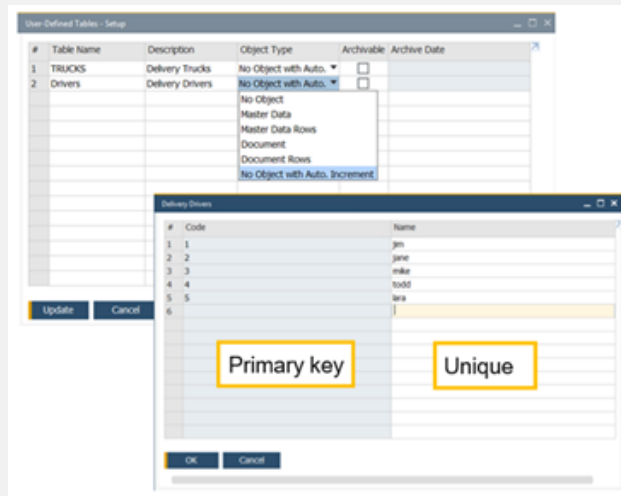 User-Defined Tables - Setup
# Table Name Description Object Type Archivable Archive Date
1 TRUCKS Delivery Trucks No Object with Auto.
2 Drivers Delivery Drivers No Object with Auto.
No Object
Master Data
Master Data Rows
Document
Document Rows
No Object with Auto. Increment
Update Cancel
Delivery Drivers
# Code Name
1 1 jim
2 2 jane
3 3 mike
4 4 todd
5 5 lara
6
Primary key Unique
OK Cancel